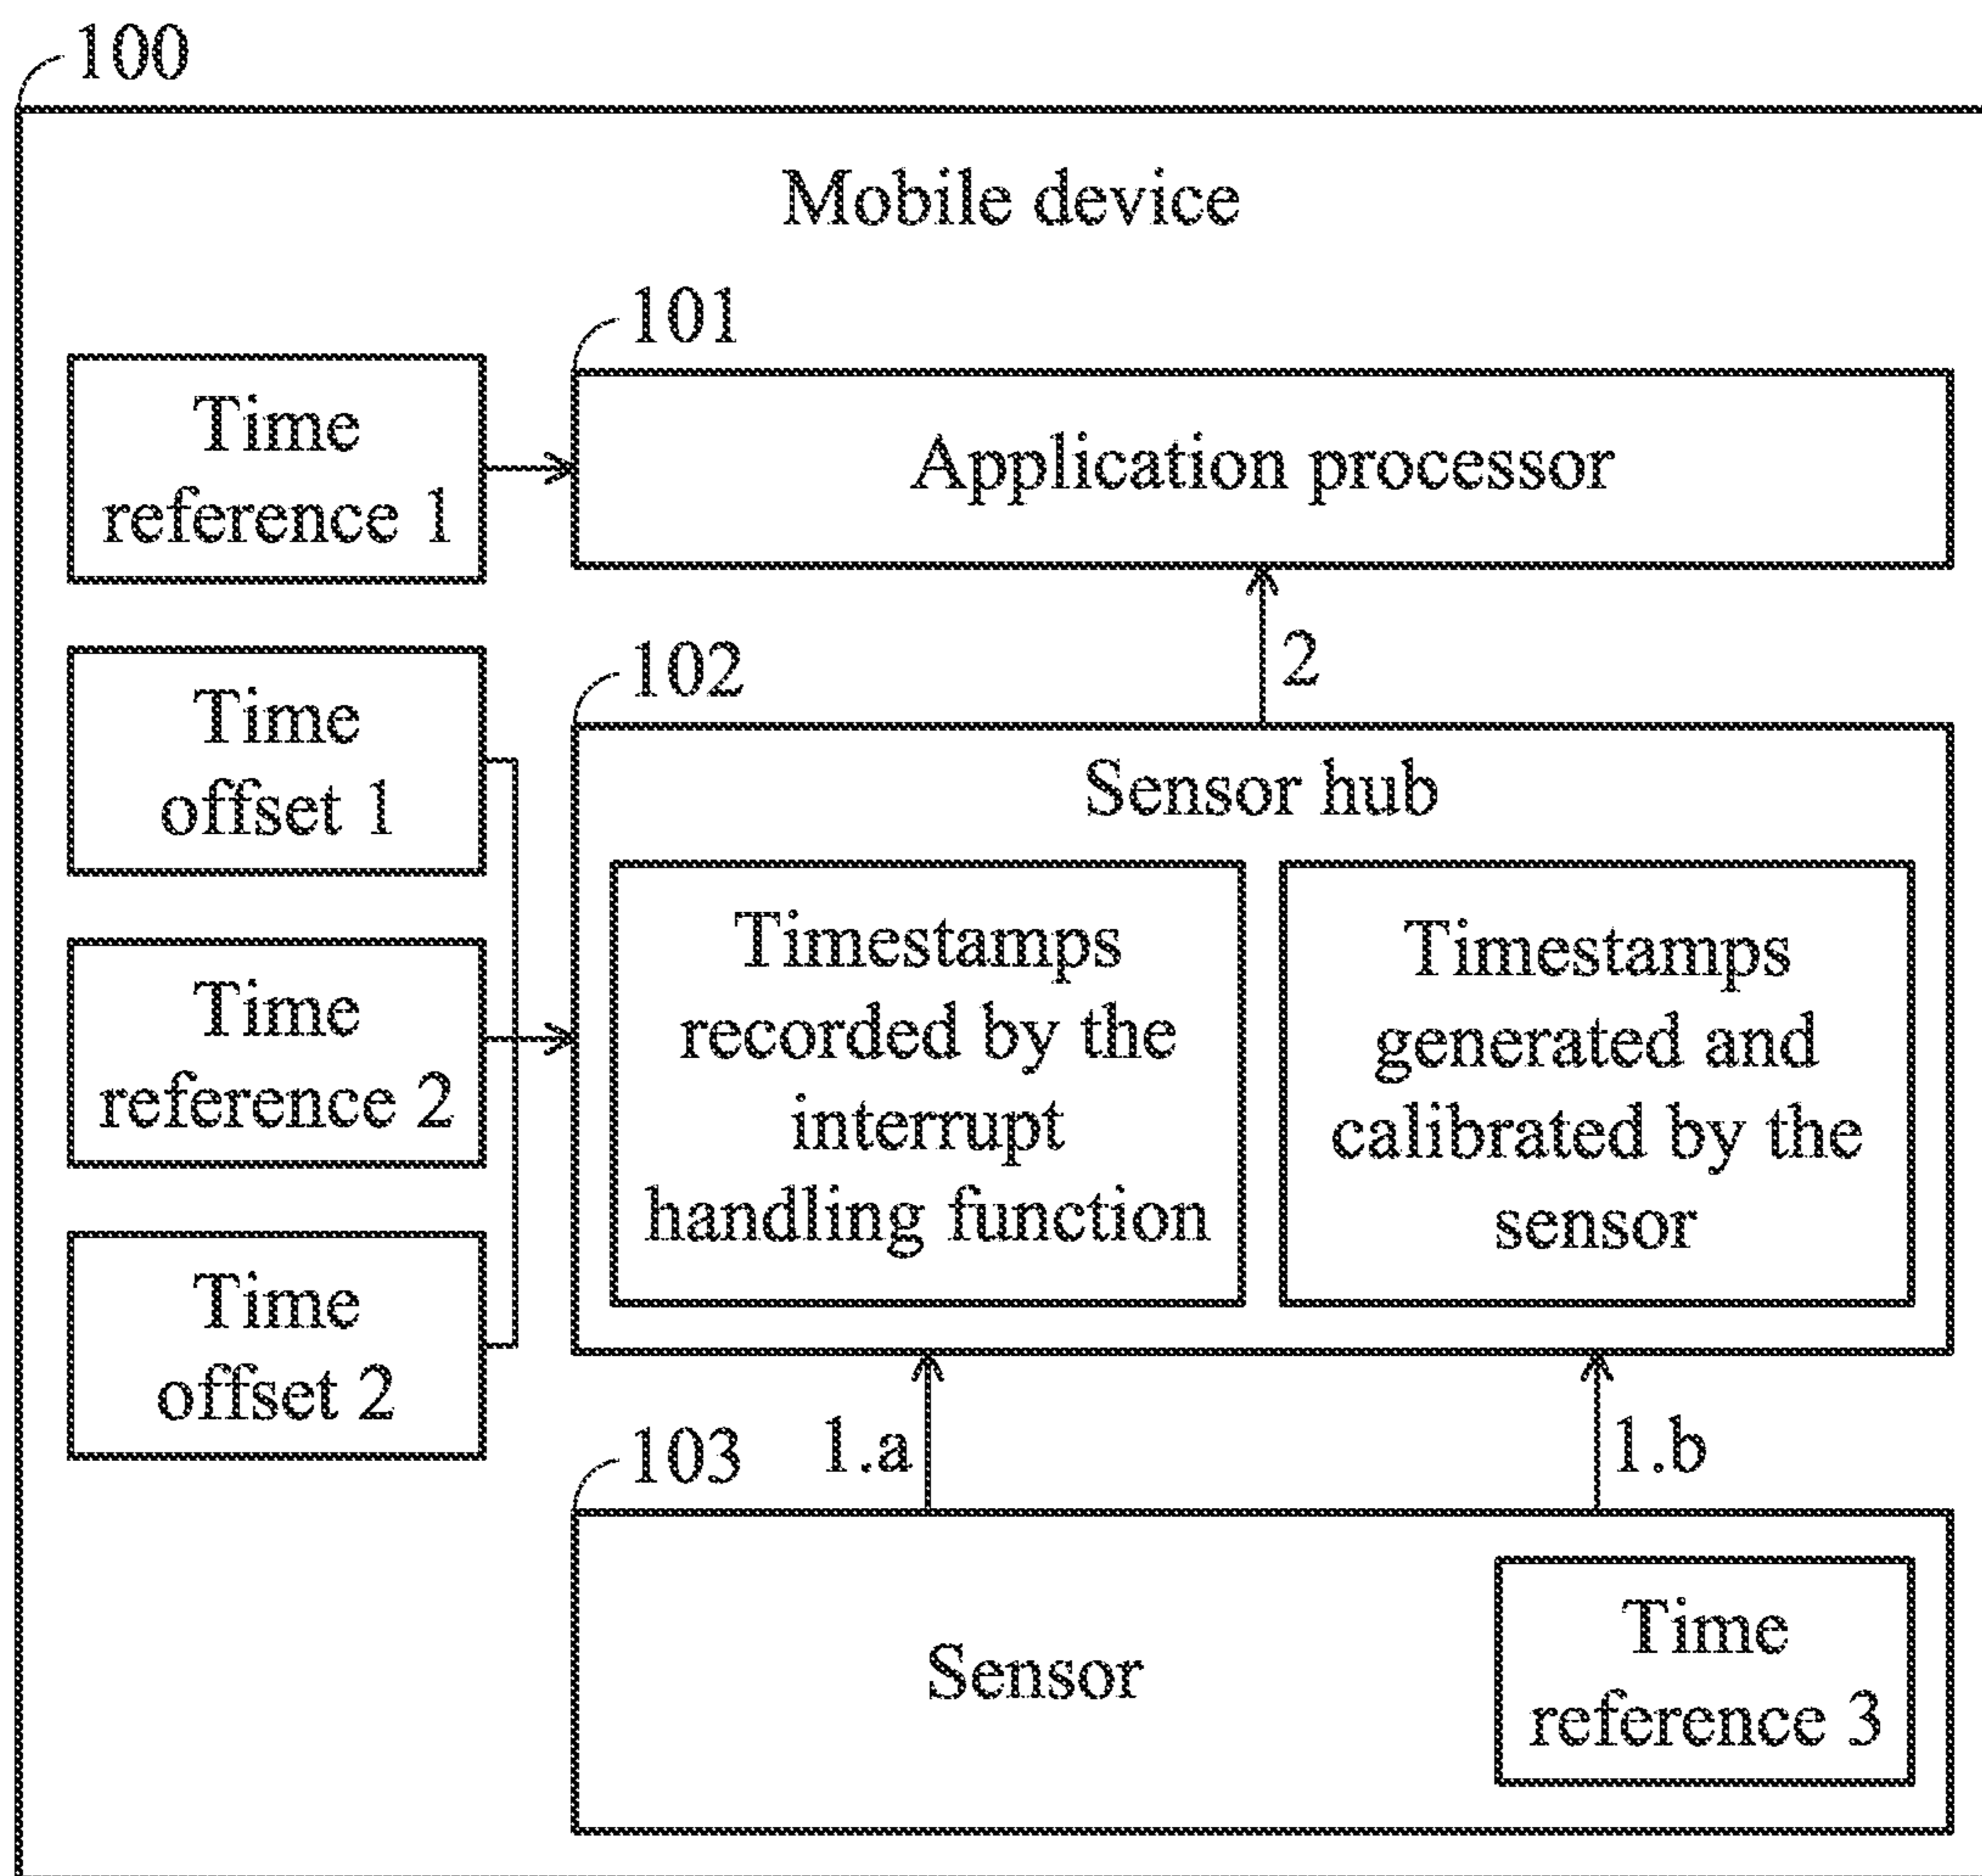 100
Mobile device
101
Time
reference 1
Application processor
2
102
Time
offset 1
Sensor hub
Time
reference 2
Timestamps
recorded by the
interrupt
handling function
Timestamps
generated and
calibrated by the
sensor
Time
offset 2
103
1.a
1.b
Sensor
Time
reference 3